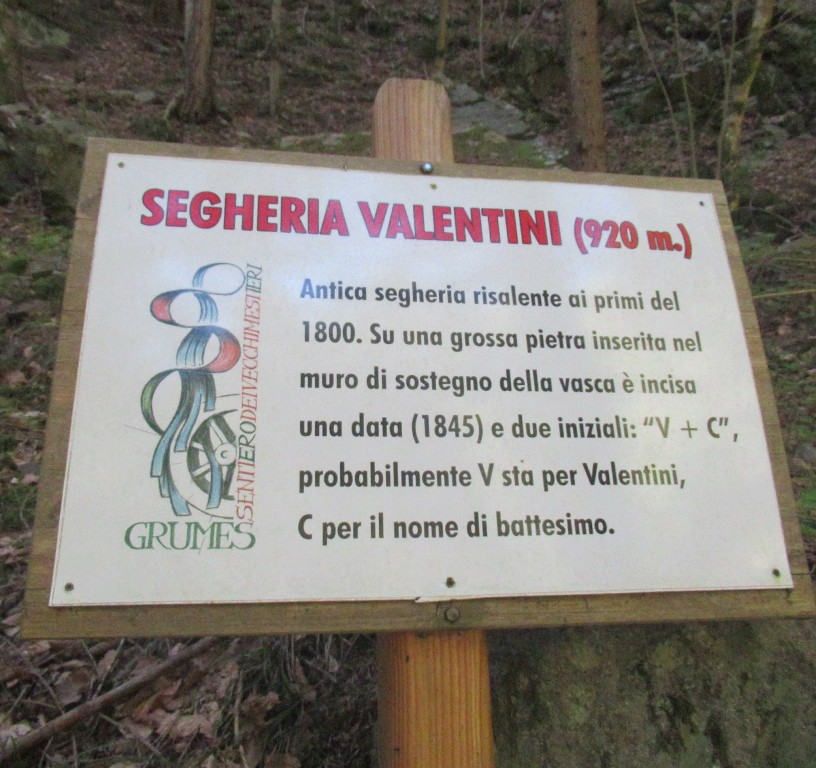 SEGHERIA VALENTINI (920 m.)
Antica segheria risalente ai primi del
1800. Su una grossa pietra inserita nel
muro di sostegno della vasca è incisa
una data (1845) e due iniziali: “V + C”,
probabilmente V sta per Valentini,
C per il nome di battesimo.
ISENTIERODEIVECCHIMESTIERI
GRUMES